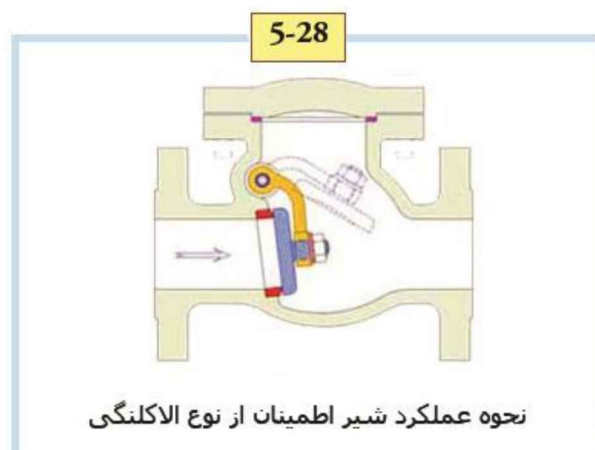 5-28
نحوه عملکرد شیر اطمینان از نوع الاکلنگی